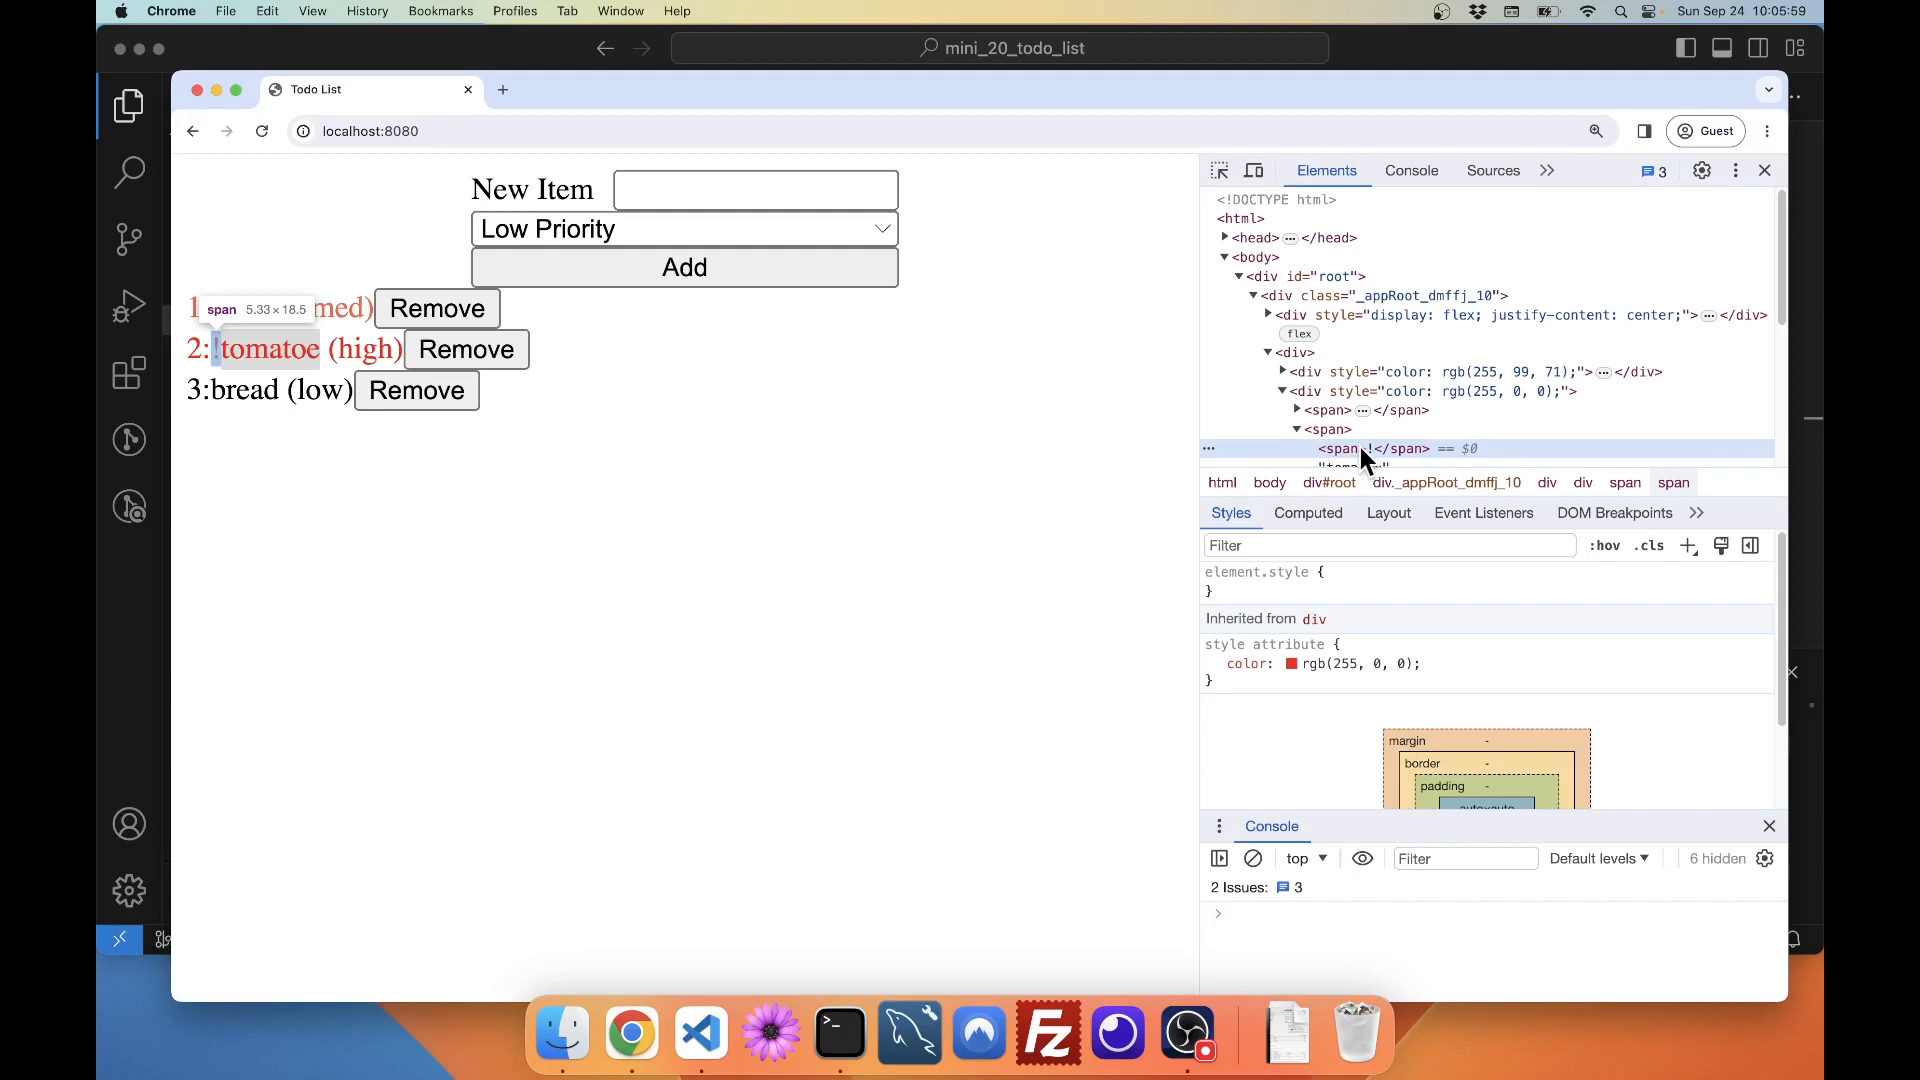 Chrome File Edit View History Bookmarks Profiles Tab Window Help Sun Sep 24 10:05:59
mini_20_todo_list
Todo List
localhost:8080
Guest
New Item
Low Priority
Add
1 med) Remove
span 5.33 × 18.5
2:!tomatoe (high) Remove
3:bread (low) Remove
Elements Console Sources 3
<!DOCTYPE html>
<html>
<head> … </head>
<body>
<div id="root">
<div class="_appRoot_dmffj_10">
<div style="display: flex; justify-content: center;"> … </div>
flex
<div>
<div style="color: rgb(255, 99, 71);"> … </div>
<div style="color: rgb(255, 0, 0);">
<span> … </span>
<span>
<span>!</span> == $0
html body div#root div._appRoot_dmffj_10 div div span span
Styles Computed Layout Event Listeners DOM Breakpoints
Filter :hov .cls
element.style {
}
Inherited from div
style attribute {
color: rgb(255, 0, 0);
}
margin -
border -
padding -
Console
top Filter Default levels 6 hidden
2 Issues: 3